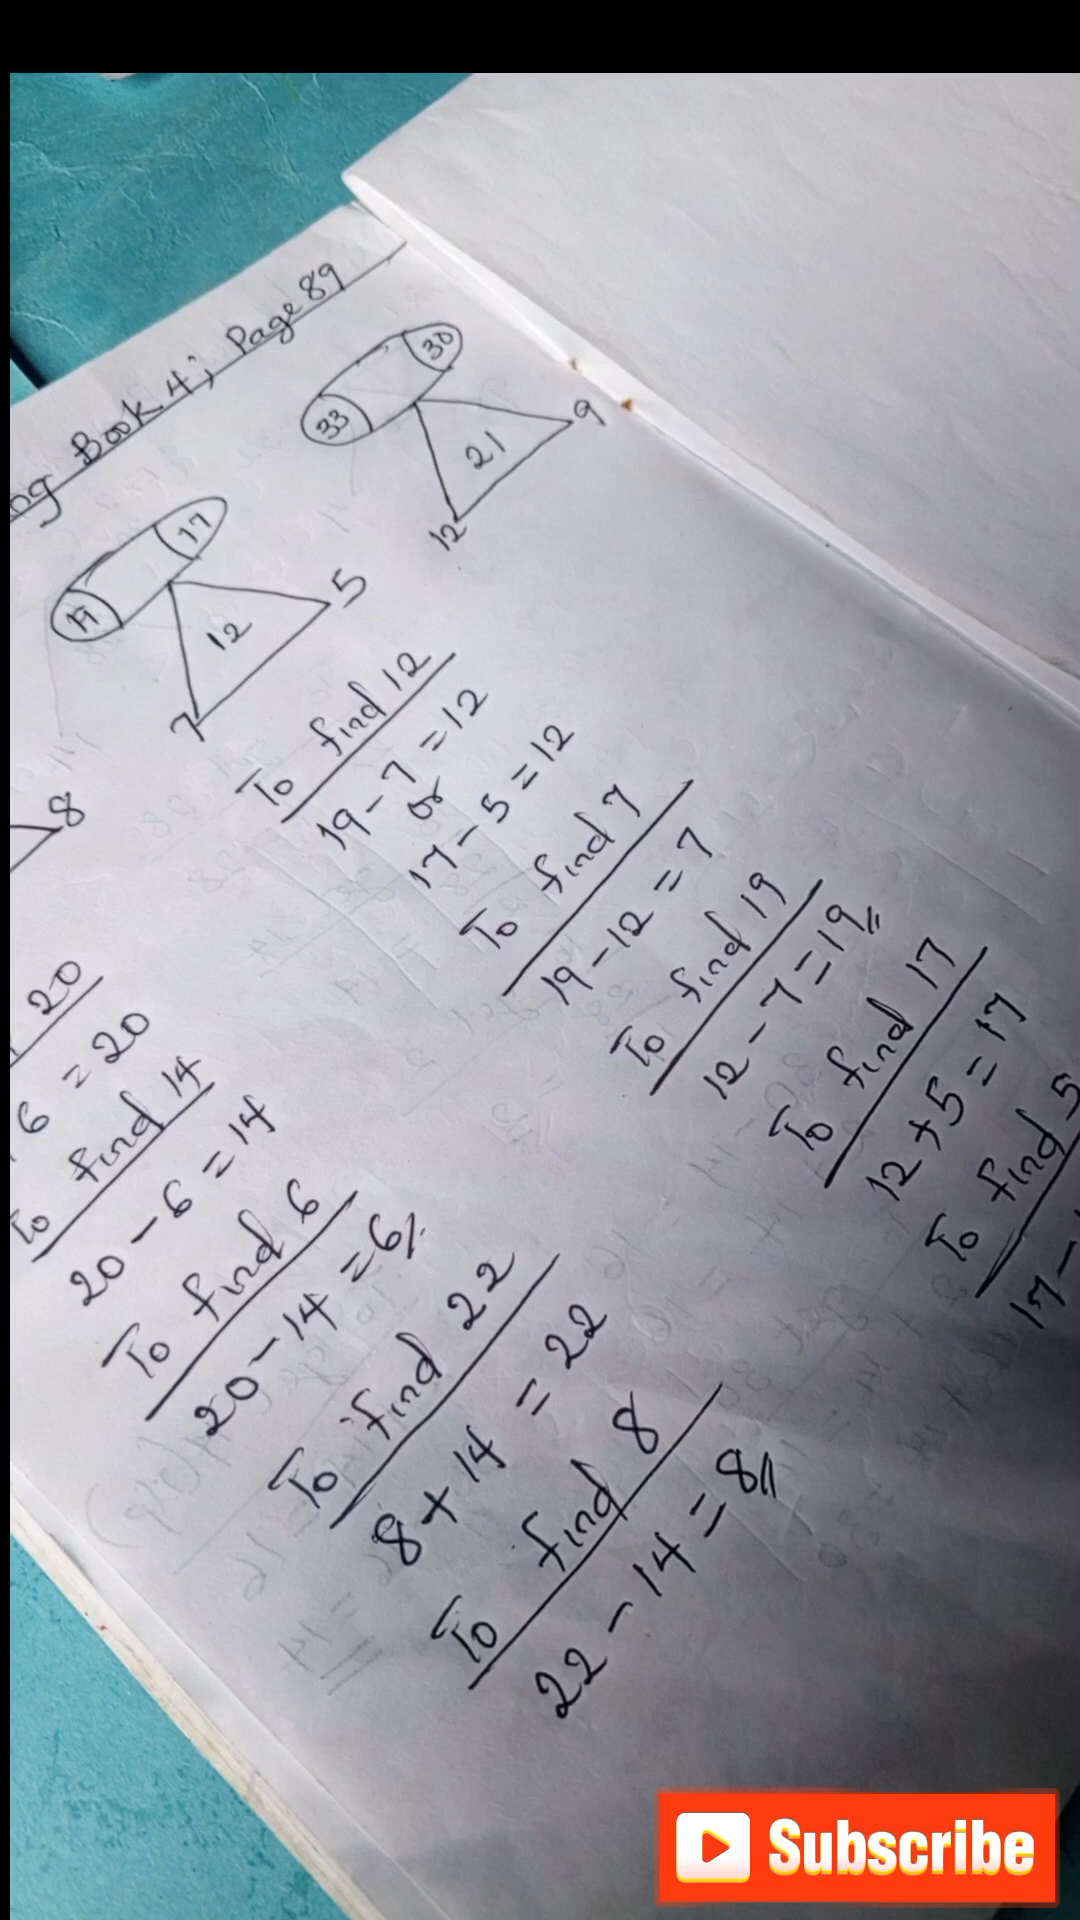 ng Book 4; Page 89
33
30
21
9
12
19
17
12
5
7
8
20
6 = 20
To find 14
20 - 6 = 14
To find 6
20 - 14 = 6
To find 22
8 + 14 = 22
To find 8
22 - 14 = 8
To find 12
19 - 7 = 12
or
17 - 5 = 12
To find 7
19 - 12 = 7
To find 19
12 - 7 = 19
To find 17
12 + 5 = 17
To find 5
17 -
Subscribe